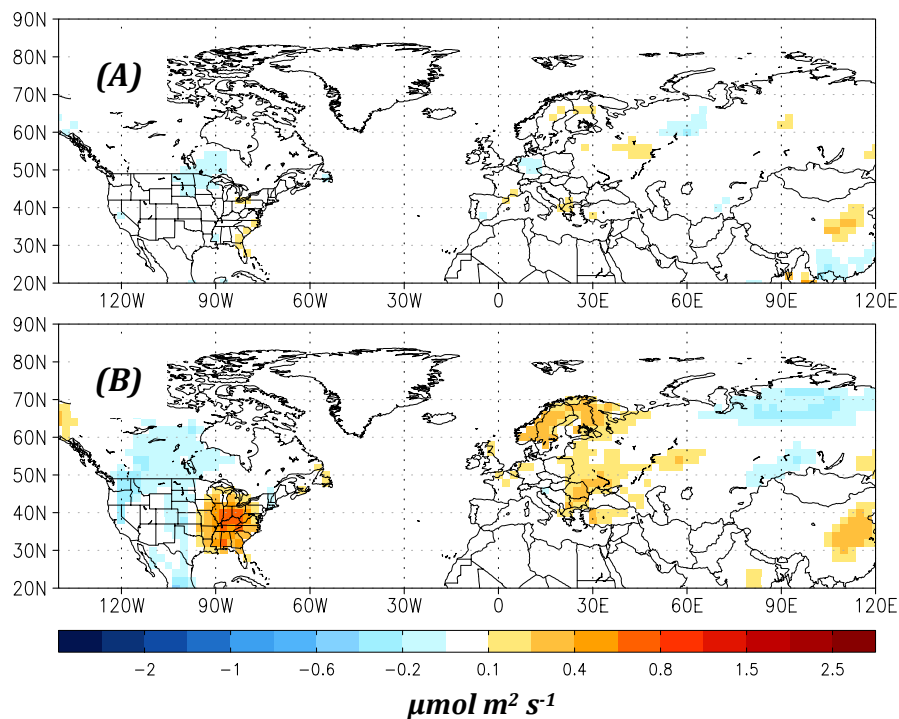 90N
80N
(A)
70N
60N
50N
40N
30N
20N
120W 90W 60W 30W 0 30E 60E 90E 120E
90N
80N
(B)
70N
60N
50N
40N
30N
20N
120W 90W 60W 30W 0 30E 60E 90E 120E
−2 −1 −0.6 −0.2 0.1 0.4 0.8 1.5 2.5
μmol m² s⁻¹